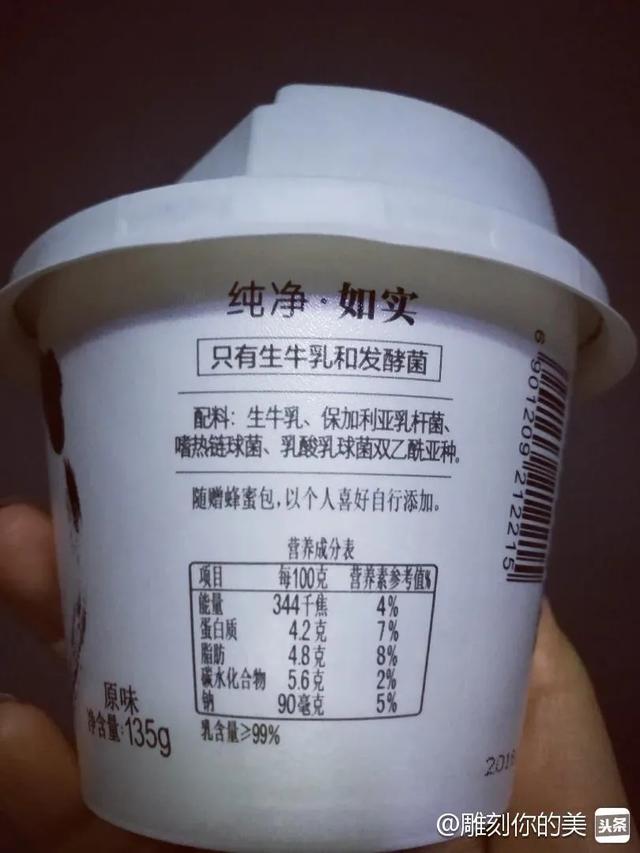 纯净·如实
只有生牛乳和发酵菌
配料：生牛乳、保加利亚乳杆菌、
嗜热链球菌、乳酸乳球菌双乙酰亚种。
随赠蜂蜜包，以个人喜好自行添加。
营养成分表
项目 每100克 营养素参考值%
能量 344千焦 4%
蛋白质 4.2克 7%
脂肪 4.8克 8%
碳水化合物 5.6克 2%
钠 90毫克 5%
乳含量≥99%
原味
净含量:135g
6 901209 212215
@雕刻你的美 头条